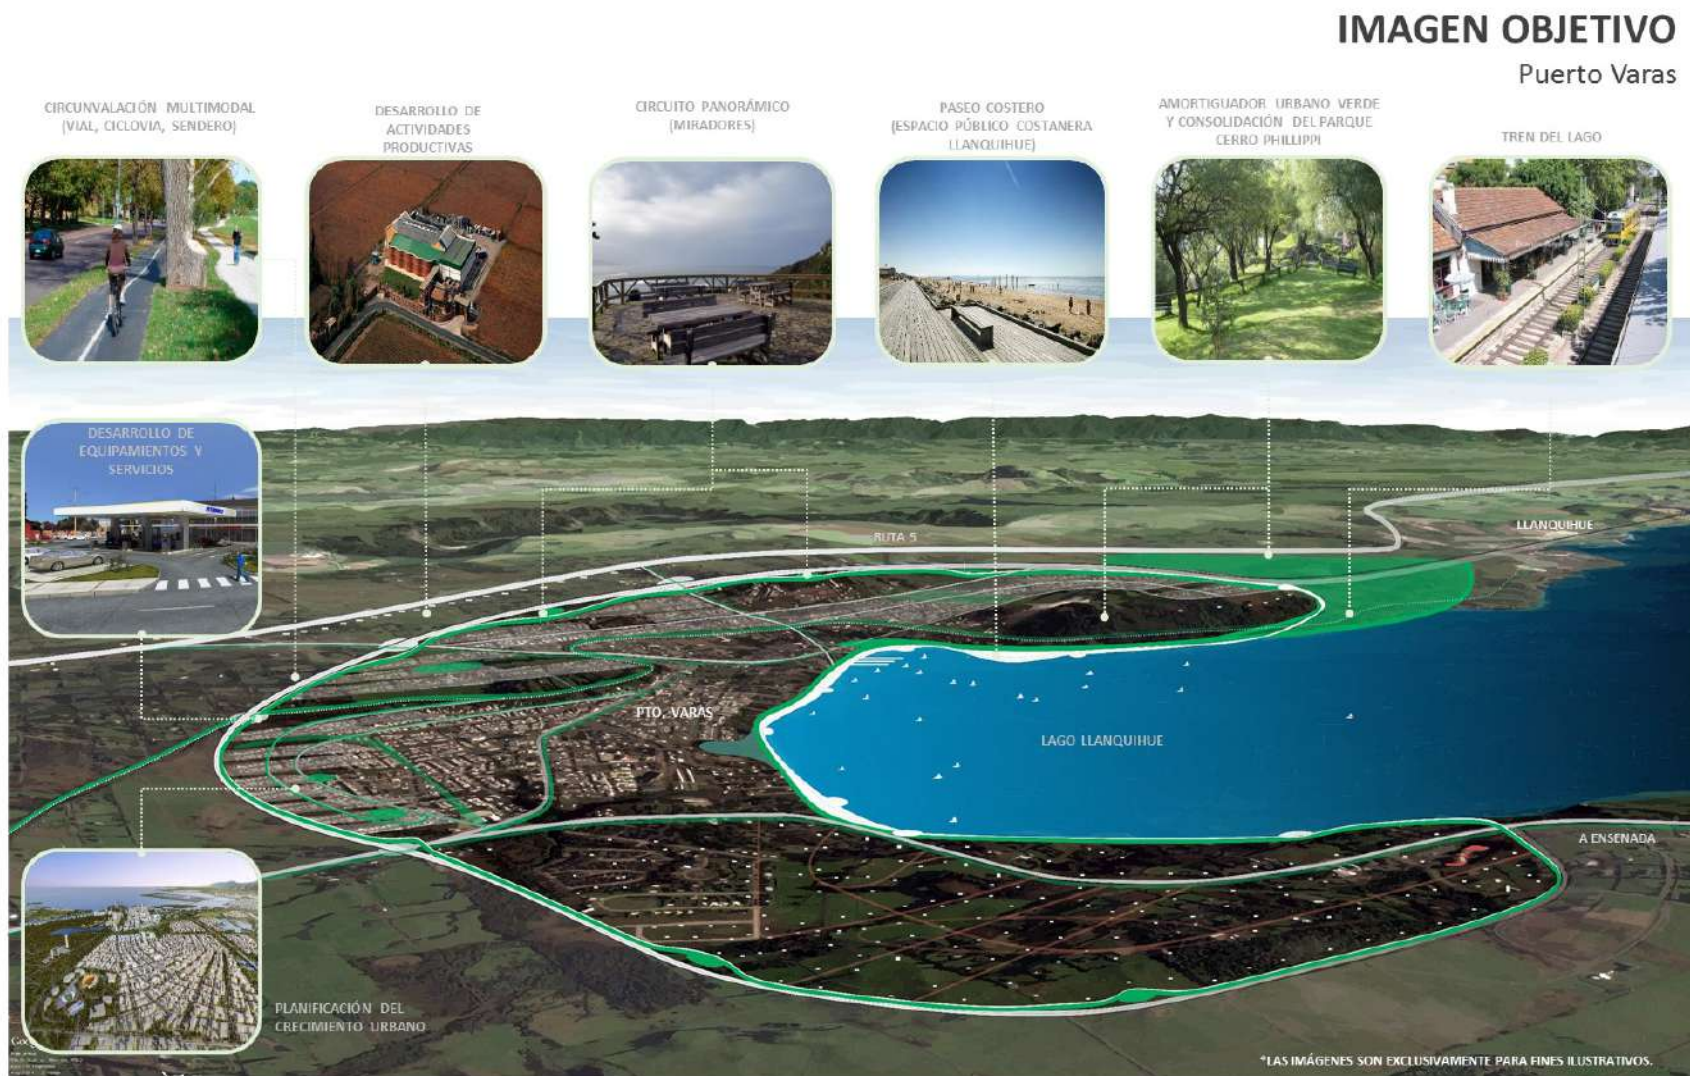 IMAGEN OBJETIVO
Puerto Varas
CIRCUNVALACIÓN MULTIMODAL
(VIAL, CICLOVIA, SENDERO)
DESARROLLO DE
ACTIVIDADES
PRODUCTIVAS
CIRCUITO PANORÁMICO
(MIRADORES)
PASEO COSTERO
(ESPACIO PÚBLICO COSTANERA
LLANQUIHUE)
AMORTIGUADOR URBANO VERDE
Y CONSOLIDACIÓN DEL PARQUE
CERRO PHILLIPPI
TREN DEL LAGO
DESARROLLO DE
EQUIPAMIENTOS Y
SERVICIOS
RUTA 5
LLANQUIHUE
PTO. VARAS
LAGO LLANQUIHUE
A ENSENADA
PLANIFICACIÓN DEL
CRECIMIENTO URBANO
*LAS IMÁGENES SON EXCLUSIVAMENTE PARA FINES ILUSTRATIVOS.